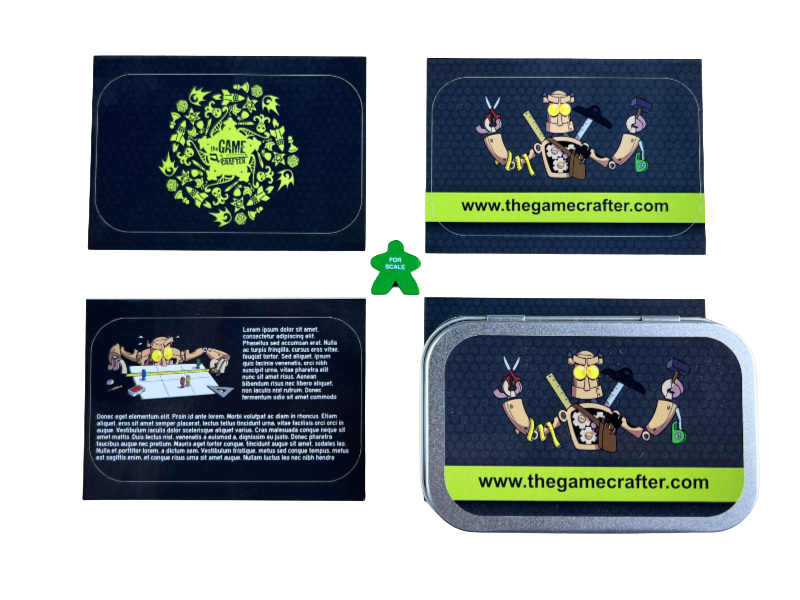 the GAME
CRAFTER
www.thegamecrafter.com
FOR
SCALE
Lorem ipsum dolor sit amet,
consectetur adipiscing elit.
Phasellus sed accumsan erat. Nulla
ac turpis fringilla, cursus eros vitae,
feugiat tortor. Sed aliquet, ipsum
quis lacinia venenatis, orci nibh
suscipit urna, vitae pharetra elit
nunc sit amet risus. Aenean
bibendum risus nec libero aliquet,
non iaculis nisl rutrum. Donec
fermentum odio sit amet commodo
Donec eget elementum elit. Proin id ante lorem. Morbi volutpat ac diam in rhoncus. Etiam
aliquet, eros sit amet semper placerat, lectus tellus tincidunt urna, vitae facilisis orci orci in
augue. Vestibulum iaculis dolor scelerisque aliquet varius. Cras malesuada congue neque sit
amet mattis. Duis lectus nisl, venenatis a euismod a, dignissim eu justo. Donec pharetra
faucibus augue nec pretium. Mauris eget tortor congue, tincidunt augue sit amet, sodales leo.
Nulla et porttitor lorem, a dictum sem. Vestibulum tristique, metus sed congue tempus, metus
est sagittis enim, et congue risus urna sit amet augue. Nullam luctus leo nec nibh hendre
www.thegamecrafter.com